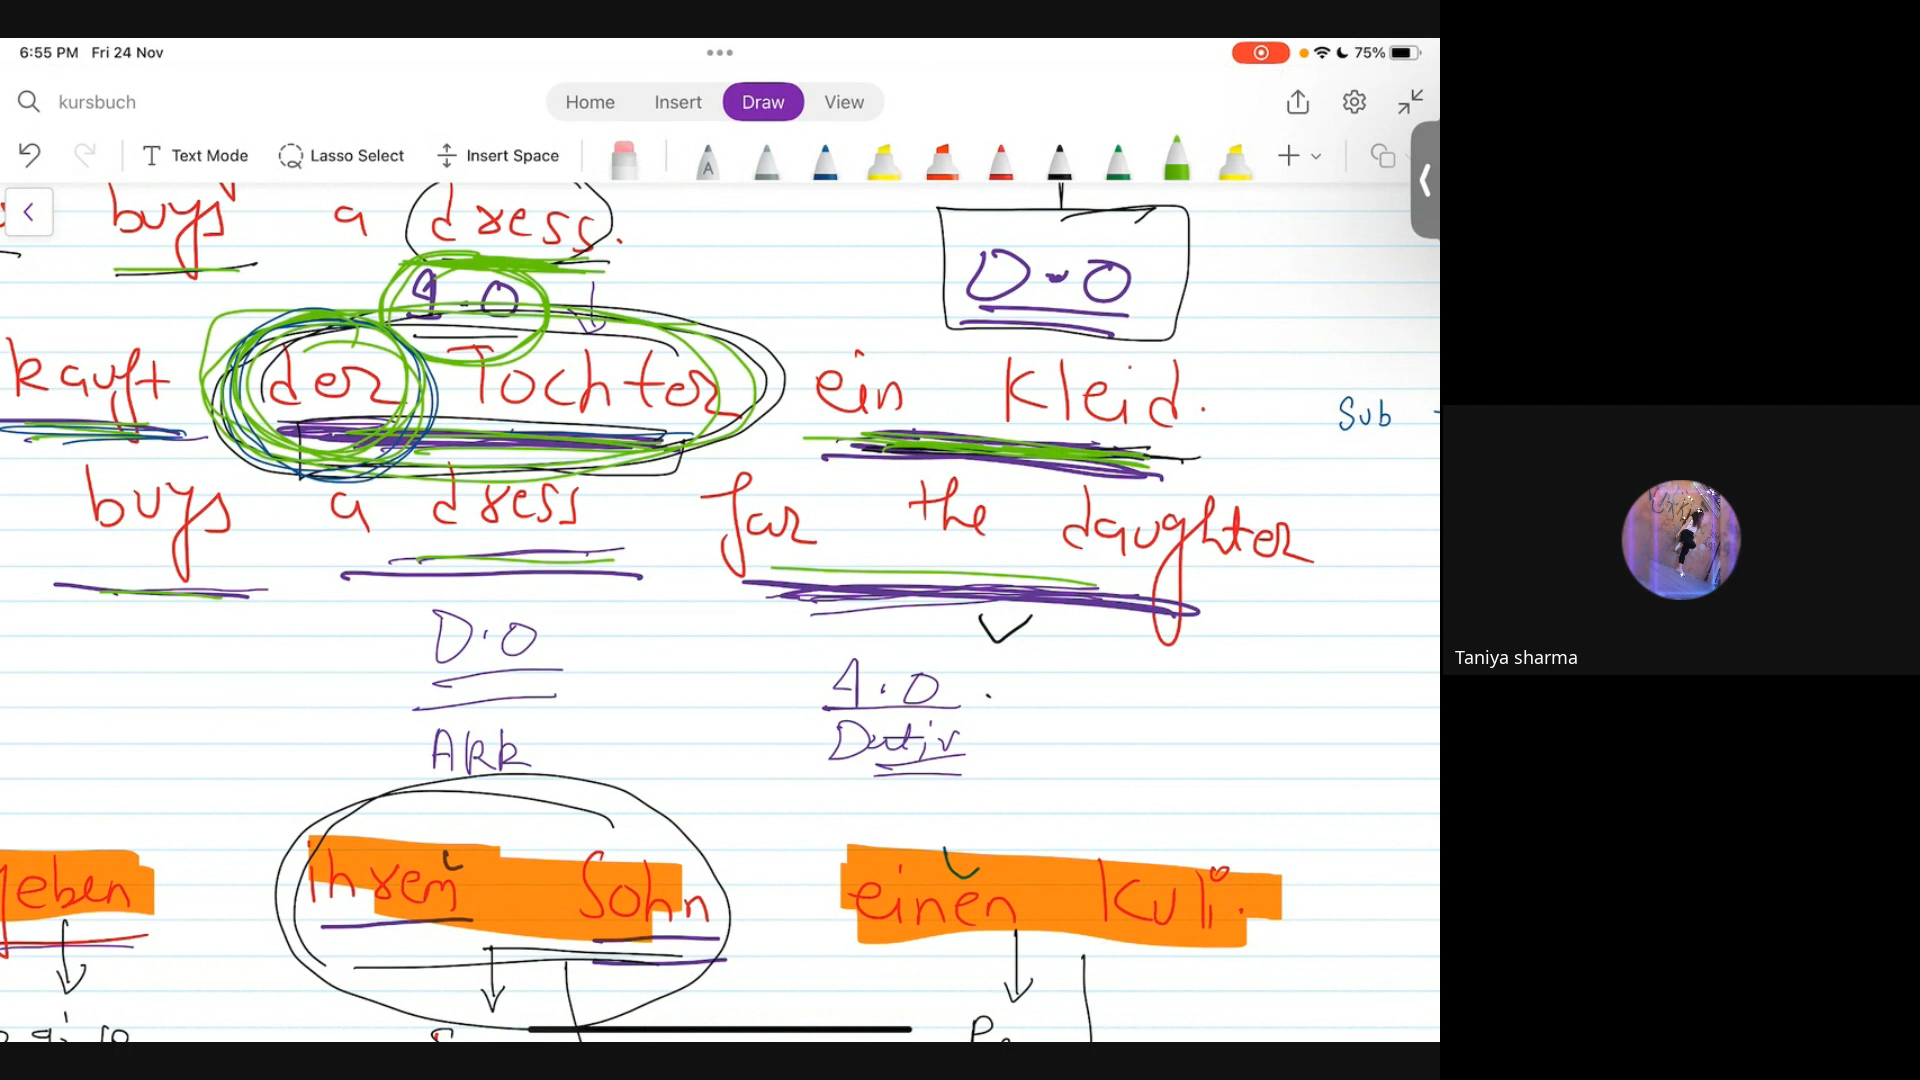 6:55 PM Fri 24 Nov
75%
kursbuch
Home Insert Draw View
T Text Mode Lasso Select Insert Space
A
buys a dress.
D-O
kauft der Tochter ein Kleid.
Sub
buys a dress for the daughter
Taniya sharma
D.O
Akk
Dativ
geben ihrem Sohn einen Kuli.